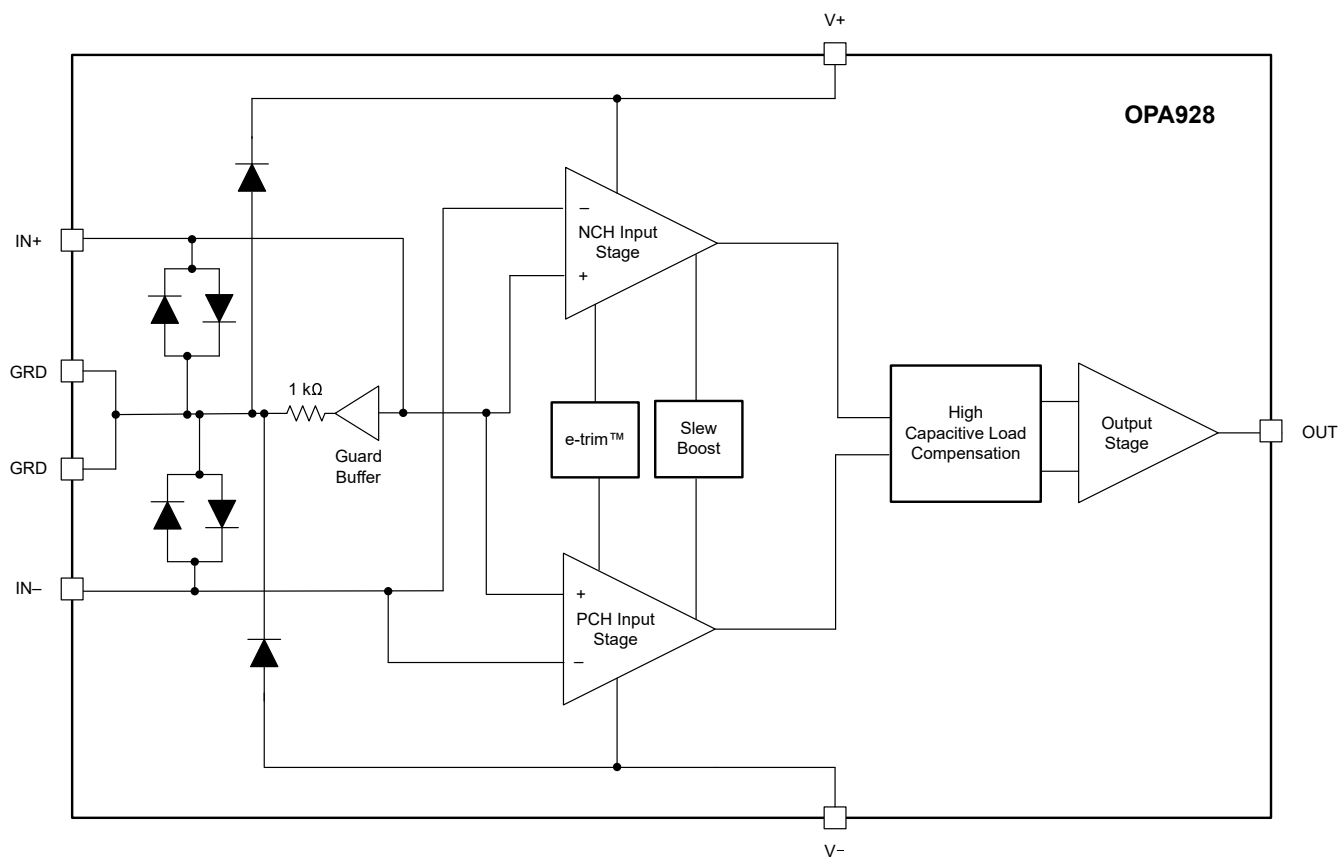 V+
OPA928
IN+
−
NCH Input
Stage
+
GRD
1 kΩ
Guard
Buffer
GRD
e-trim™
Slew
Boost
High
Capacitive Load
Compensation
Output
Stage
OUT
IN−
+
PCH Input
Stage
−
V−